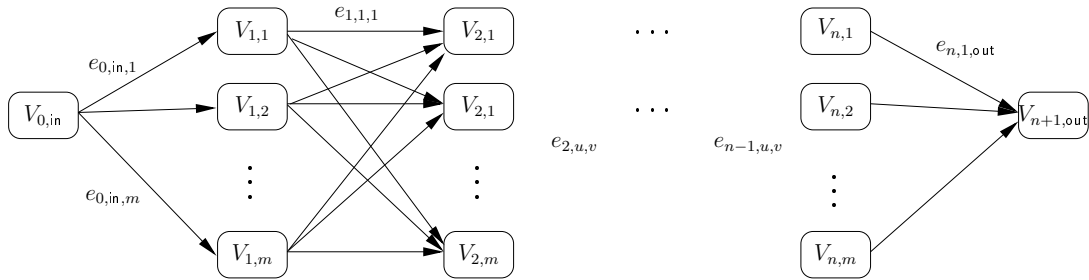 V_{1,1} e_{1,1,1} V_{2,1} ... V_{n,1}
e_{0,in,1} e_{n,1,out}
V_{0,in} V_{1,2} V_{2,1} ... V_{n,2} V_{n+1,out}
e_{2,u,v} e_{n-1,u,v}
e_{0,in,m}
V_{1,m} V_{2,m} V_{n,m}